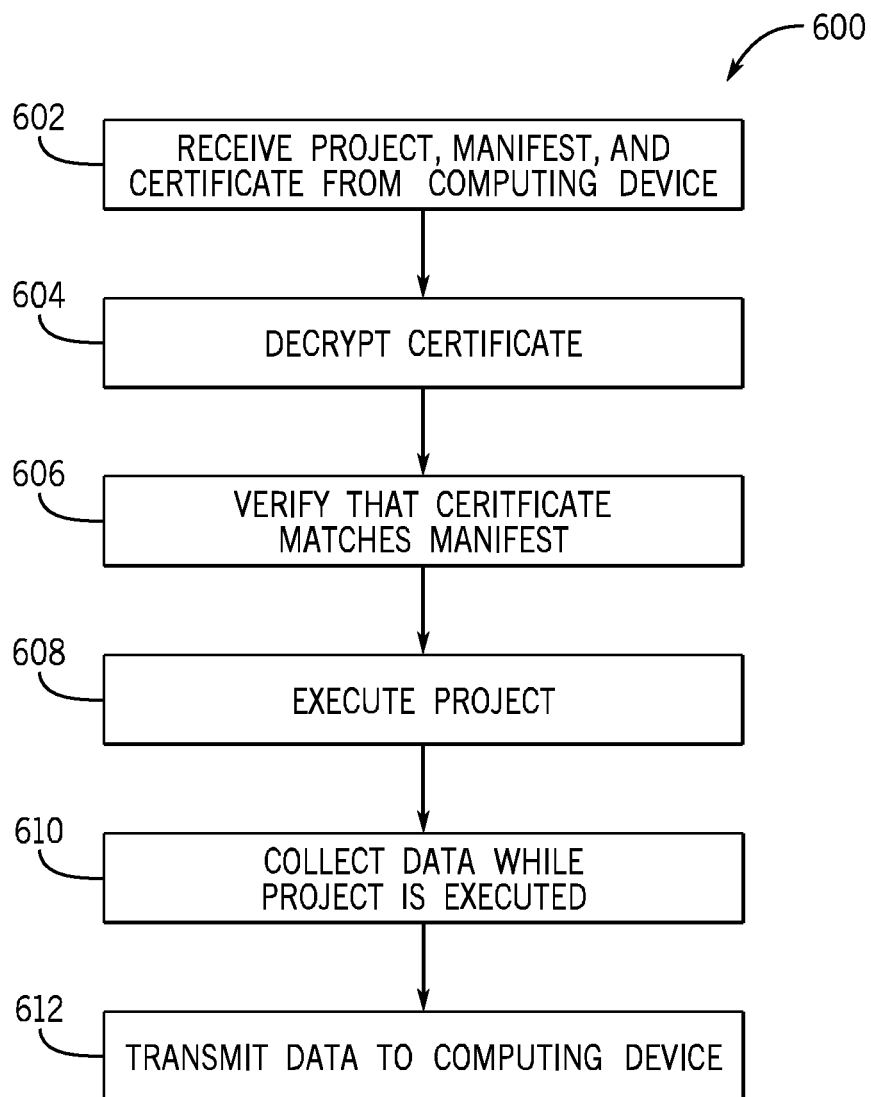 600
602
RECEIVE PROJECT, MANIFEST, AND
CERTIFICATE FROM COMPUTING DEVICE
604
DECRYPT CERTIFICATE
606
VERIFY THAT CERITFICATE
MATCHES MANIFEST
608
EXECUTE PROJECT
610
COLLECT DATA WHILE
PROJECT IS EXECUTED
612
TRANSMIT DATA TO COMPUTING DEVICE